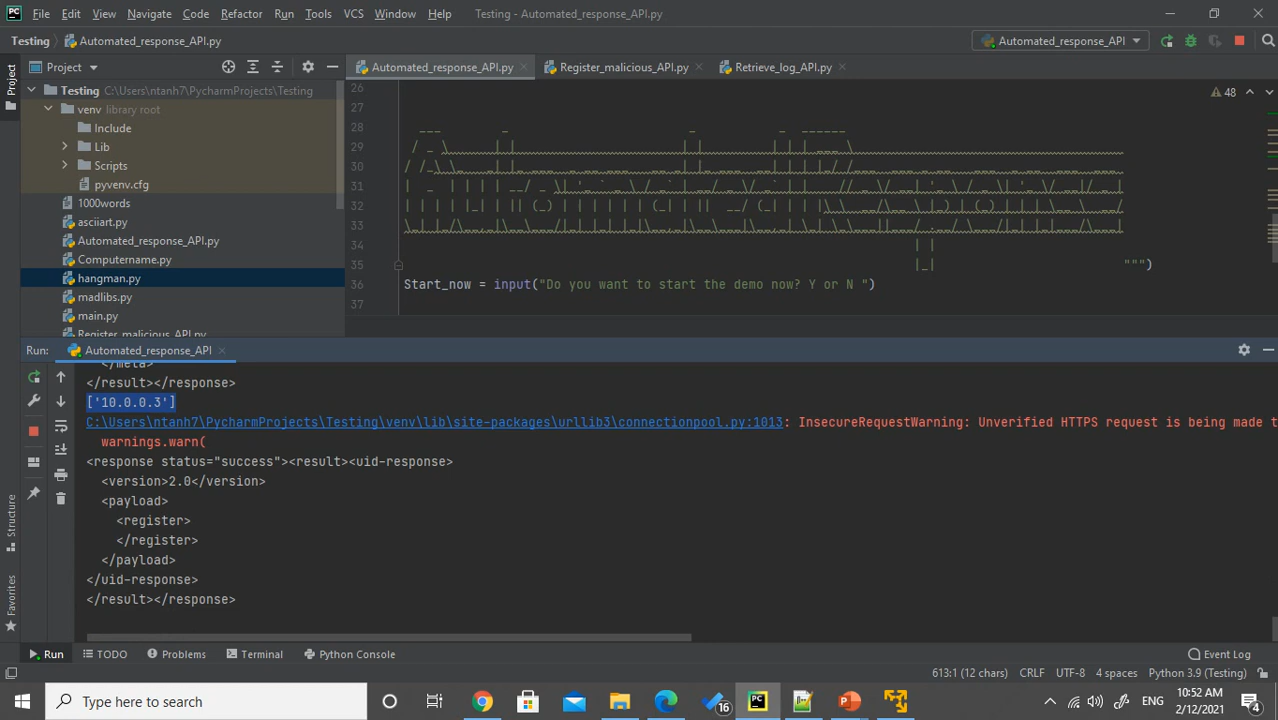 File Edit View Navigate Code Refactor Run Tools VCS Window Help Testing - Automated_response_API.py
Testing Automated_response_API.py Automated_response_API
Project Automated_response_API.py Register_malicious_API.py Retrieve_log_API.py
Project
Testing C:\Users\ntanh7\PycharmProjects\Testing
venv library root
Include
Lib
Scripts
pyvenv.cfg
1000words
asciiart.py
Automated_response_API.py
Computername.py
hangman.py
madlibs.py
main.py
Register_malicious_API.py
26
48
27
28
29
30
31
32
33
34
35 """)
36 Start_now = input("Do you want to start the demo now? Y or N ")
37
Run: Automated_response_API
</meta>
</result></response>
['10.0.0.3']
C:\Users\ntanh7\PycharmProjects\Testing\venv\lib\site-packages\urllib3\connectionpool.py:1013: InsecureRequestWarning: Unverified HTTPS request is being made t
warnings.warn(
<response status="success"><result><uid-response>
<version>2.0</version>
<payload>
<register>
</register>
</payload>
</uid-response>
</result></response>
Structure
Favorites
Run TODO Problems Terminal Python Console Event Log
613:1 (12 chars) CRLF UTF-8 4 spaces Python 3.9 (Testing)
Type here to search 16 ENG 10:52 AM
2/12/2021 4